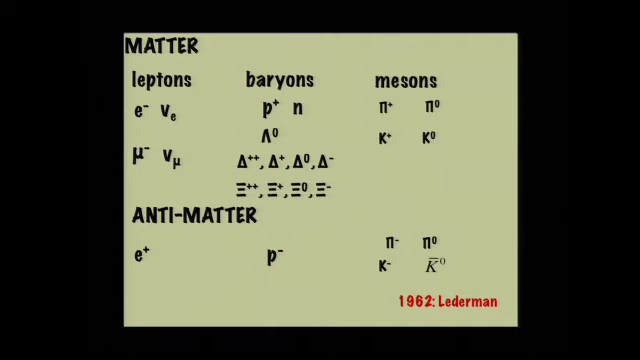 MATTER
leptons baryons mesons
e⁻ νₑ p⁺ n π⁺ π⁰
Λ⁰ K⁺ K⁰
μ⁻ ν_μ Δ⁺⁺, Δ⁺, Δ⁰, Δ⁻
Ξ⁺⁺, Ξ⁺, Ξ⁰, Ξ⁻
ANTI-MATTER
π⁻ π⁰
e⁺ p⁻ K⁻ K̅⁰
1962: Lederman